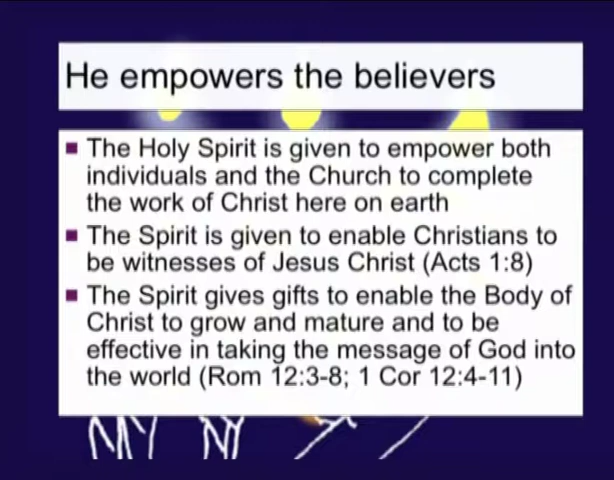 He empowers the believers
■ The Holy Spirit is given to empower both
individuals and the Church to complete
the work of Christ here on earth
■ The Spirit is given to enable Christians to
be witnesses of Jesus Christ (Acts 1:8)
■ The Spirit gives gifts to enable the Body of
Christ to grow and mature and to be
effective in taking the message of God into
the world (Rom 12:3-8; 1 Cor 12:4-11)